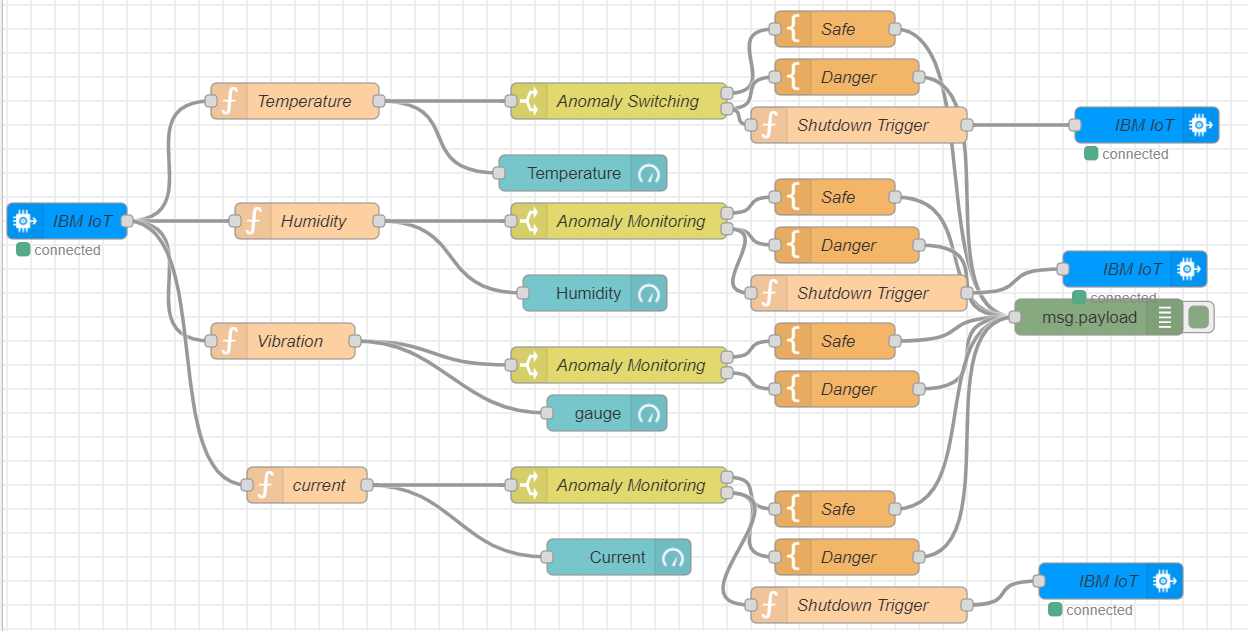 Safe
Danger
Temperature
Anomaly Switching
Shutdown Trigger
IBM IoT
connected
Temperature
Safe
IBM IoT
connected
Humidity
Anomaly Monitoring
Danger
IBM IoT
connected
Humidity
Shutdown Trigger
msg.payload
Vibration
Safe
Anomaly Monitoring
Danger
gauge
current
Anomaly Monitoring
Safe
Current
Danger
IBM IoT
connected
Shutdown Trigger